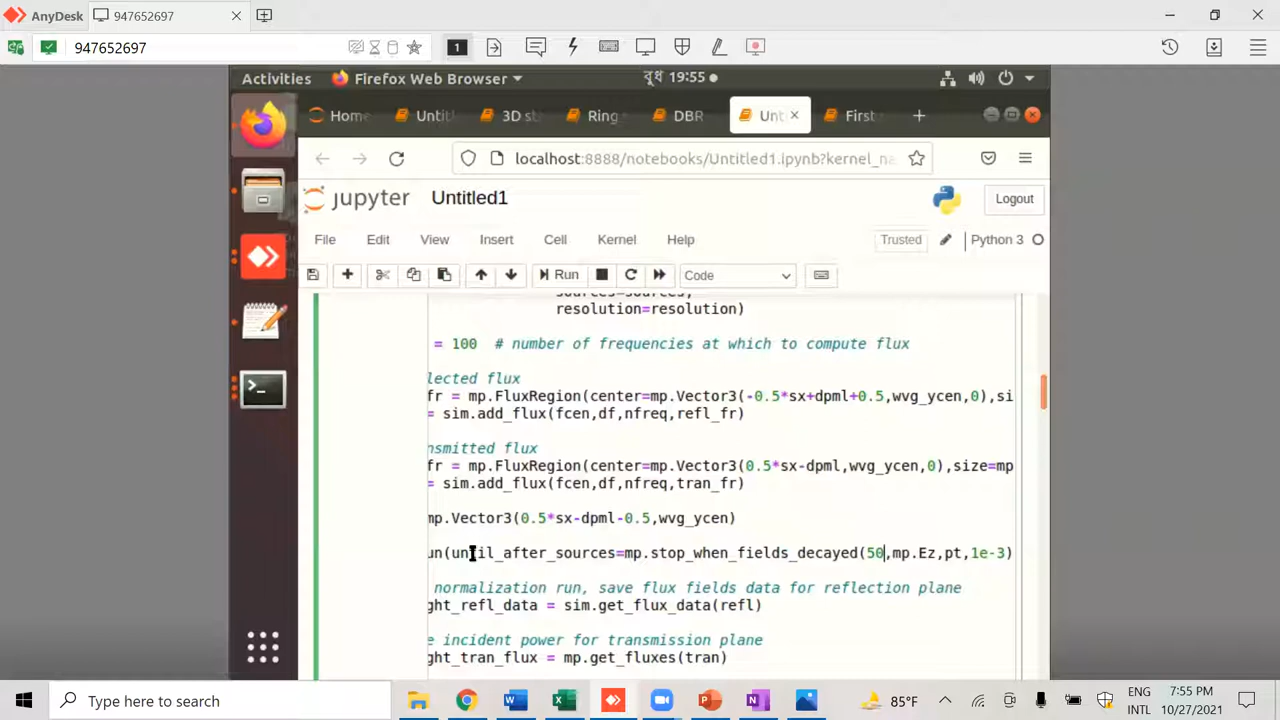 AnyDesk
947652697
947652697
1
Activities
Firefox Web Browser
বুধ 19:55
Home
Untitl
3D st
Ring
DBR
Unt
First
localhost:8888/notebooks/Untitled1.ipynb?kernel_na
jupyter
Untitled1
Logout
File
Edit
View
Insert
Cell
Kernel
Help
Trusted
Python 3
Run
Code
sources=sources,
resolution=resolution)
= 100 # number of frequencies at which to compute flux
lected flux
fr = mp.FluxRegion(center=mp.Vector3(-0.5*sx+dpml+0.5,wvg_ycen,0),si
= sim.add_flux(fcen,df,nfreq,refl_fr)
nsmitted flux
fr = mp.FluxRegion(center=mp.Vector3(0.5*sx-dpml,wvg_ycen,0),size=mp
= sim.add_flux(fcen,df,nfreq,tran_fr)
mp.Vector3(0.5*sx-dpml-0.5,wvg_ycen)
un(until_after_sources=mp.stop_when_fields_decayed(50,mp.Ez,pt,1e-3)
normalization run, save flux fields data for reflection plane
ght_refl_data = sim.get_flux_data(refl)
e incident power for transmission plane
ght_tran_flux = mp.get_fluxes(tran)
Type here to search
85°F
ENG
INTL
7:55 PM
10/27/2021